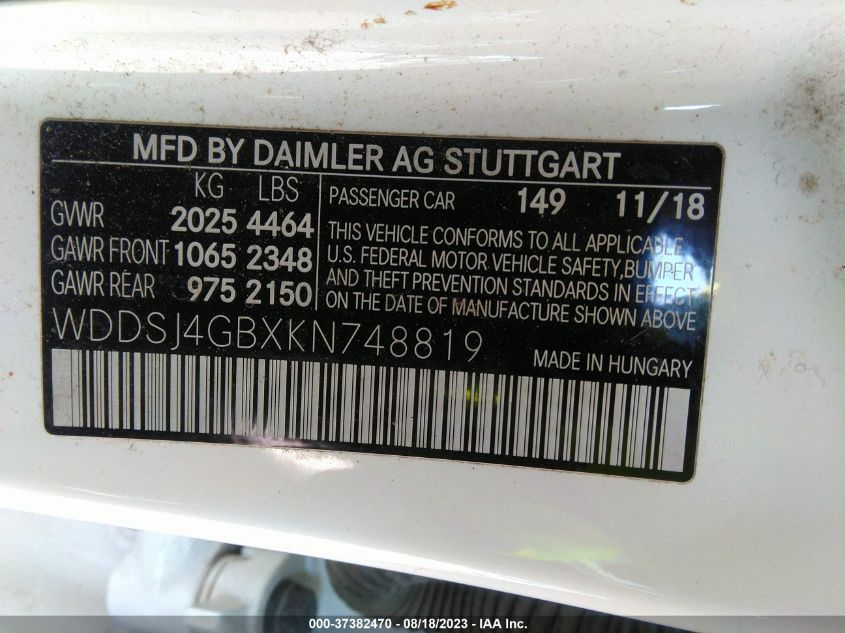 MFD BY DAIMLER AG STUTTGART
KG LBS
GVWR 2025 4464
GAWR FRONT 1065 2348
GAWR REAR 975 2150
PASSENGER CAR 149 11/18
THIS VEHICLE CONFORMS TO ALL APPLICABLE
U.S. FEDERAL MOTOR VEHICLE SAFETY, BUMPER
AND THEFT PREVENTION STANDARDS IN EFFECT
ON THE DATE OF MANUFACTURE SHOWN ABOVE
WDDSJ4GBXKN748819
MADE IN HUNGARY
000-37382470 - 08/18/2023 - IAA Inc.